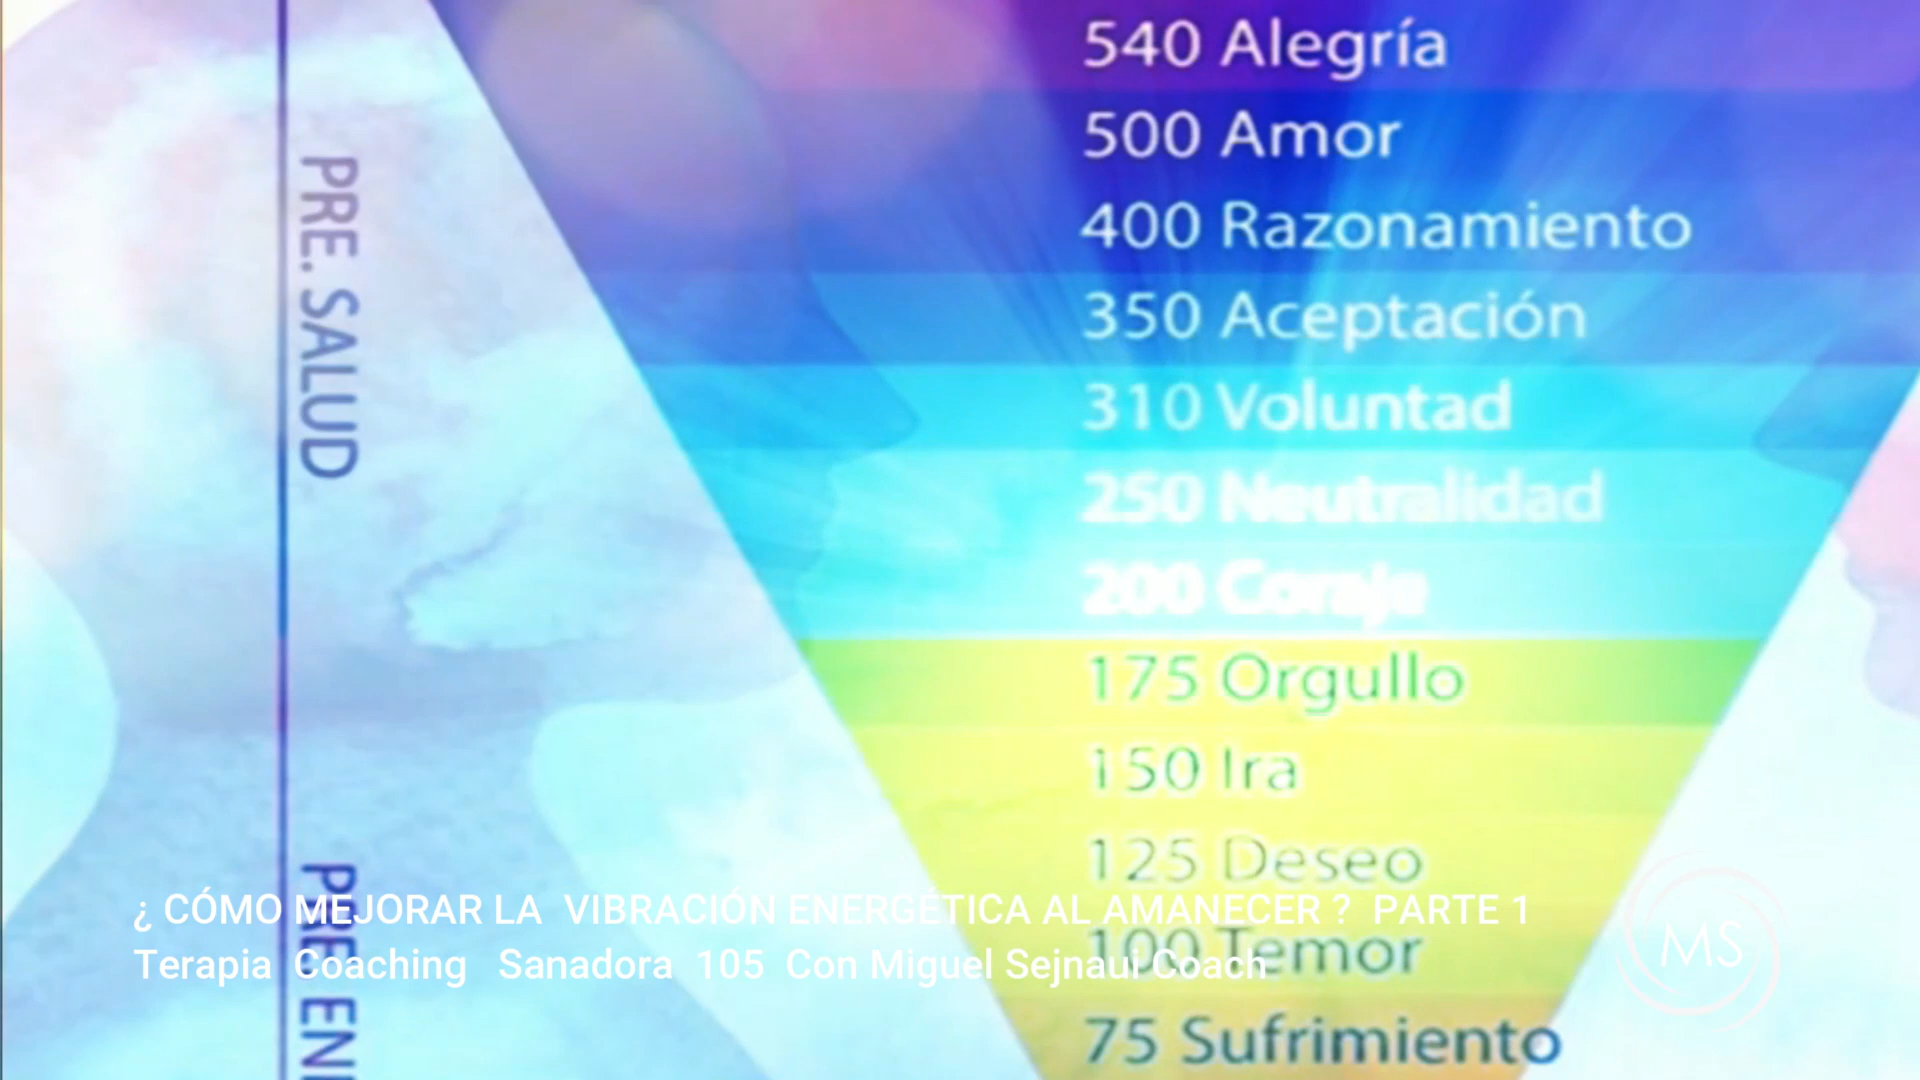 540 Alegría
500 Amor
400 Razonamiento
350 Aceptación
310 Voluntad
250 Neutralidad
200 Coraje
175 Orgullo
150 Ira
125 Deseo
100 Temor
75 Sufrimiento
PRE. SALUD
PRE ENF
¿ CÓMO MEJORAR LA VIBRACIÓN ENERGÉTICA AL AMANECER ? PARTE 1
Terapia Coaching Sanadora 105 Con Miguel Sejnaui Coach
MS